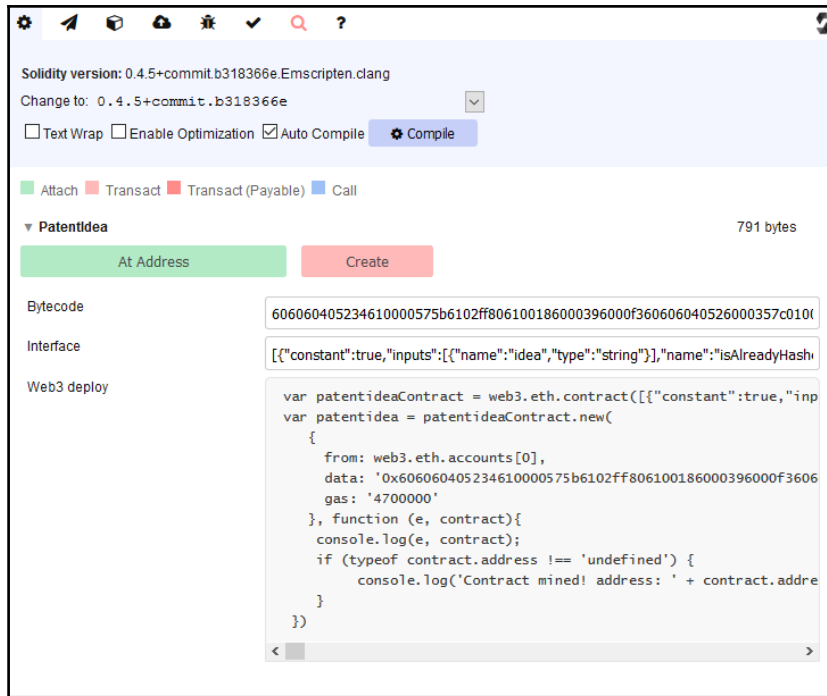 ?
Solidity version: 0.4.5+commit.b318366e.Emscripten.clang
Change to: 0.4.5+commit.b318366e
Text Wrap Enable Optimization Auto Compile Compile
Attach Transact Transact (Payable) Call
PatentIdea 791 bytes
At Address Create
Bytecode 606060405234610000575b6102ff806100186000396000f360606040526000357c0100
Interface [{"constant":true,"inputs":[{"name":"idea","type":"string"}],"name":"isAlreadyHashe
Web3 deploy
var patentideaContract = web3.eth.contract([{"constant":true,"inp
var patentidea = patentideaContract.new(
{
from: web3.eth.accounts[0],
data: '0x606060405234610000575b6102ff806100186000396000f3606
gas: '4700000'
}, function (e, contract){
console.log(e, contract);
if (typeof contract.address !== 'undefined') {
console.log('Contract mined! address: ' + contract.addre
}
})